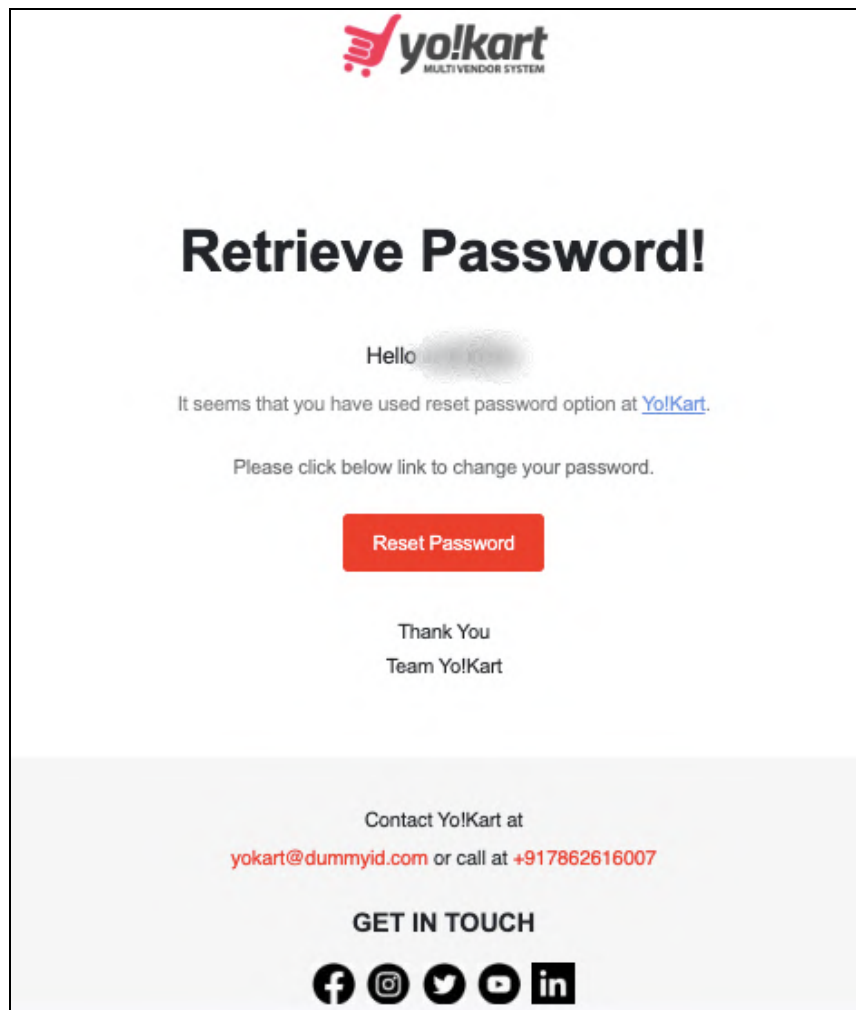 yo!kart
MULTI VENDOR SYSTEM
Retrieve Password!
Hello
It seems that you have used reset password option at Yo!Kart.
Please click below link to change your password.
Reset Password
Thank You
Team Yo!Kart
Contact Yo!Kart at
yokart@dummyid.com or call at +917862616007
GET IN TOUCH